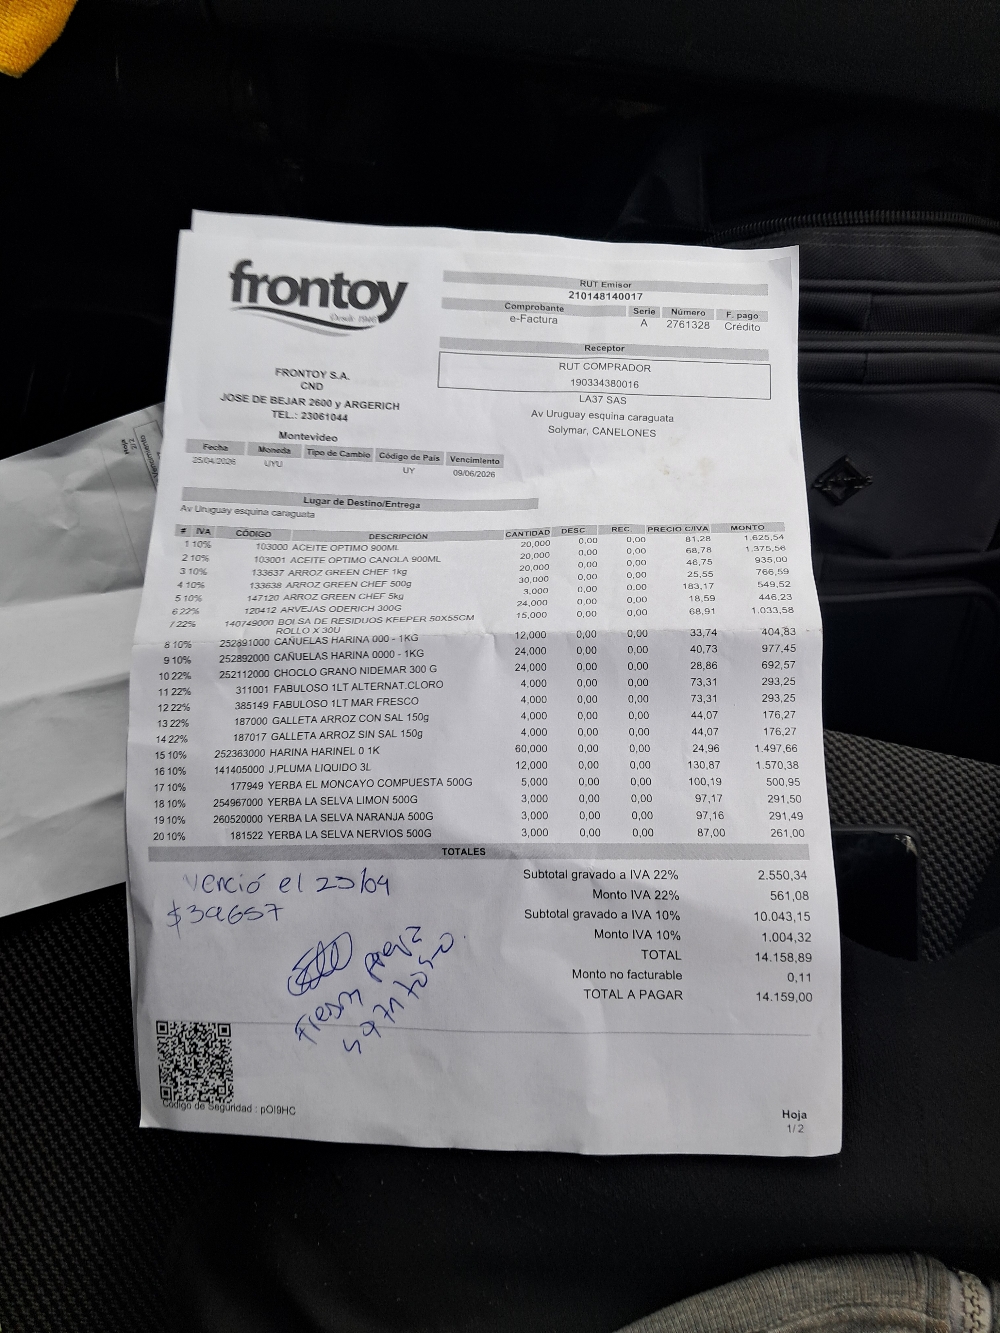 frontoy
Desde 1946
RUT Emisor
210148140017
Comprobante Serie Número F. pago
e-Factura A 2761328 Crédito
Receptor
RUT COMPRADOR
190334380016
LA37 SAS
Av Uruguay esquina caraguata
Solymar, CANELONES
FRONTOY S.A.
CND
JOSE DE BEJAR 2600 y ARGERICH
TEL.: 23061044
Montevideo
Fecha Moneda Tipo de Cambio Código de País Vencimiento
25/04/2026 UYU UY 09/06/2026
Lugar de Destino/Entrega
Av Uruguay esquina caraguata
# IVA CÓDIGO DESCRIPCIÓN CANTIDAD DESC. REC. PRECIO C/IVA MONTO
1 10% 103000 ACEITE OPTIMO 900ML 20,000 0,00 0,00 81,28 1.625,54
2 10% 103001 ACEITE OPTIMO CANOLA 900ML 20,000 0,00 0,00 68,78 1.375,56
3 10% 133637 ARROZ GREEN CHEF 1kg 20,000 0,00 0,00 46,75 935,00
4 10% 133638 ARROZ GREEN CHEF 500g 30,000 0,00 0,00 25,55 766,59
5 10% 147120 ARROZ GREEN CHEF 5kg 3,000 0,00 0,00 183,17 549,52
6 22% 120412 ARVEJAS ODERICH 300G 24,000 0,00 0,00 18,59 446,23
7 22% 140749000 BOLSA DE RESIDUOS KEEPER 50X55CM 15,000 0,00 0,00 68,91 1.033,58
ROLLO X 30U
8 10% 252891000 CAÑUELAS HARINA 000 - 1KG 12,000 0,00 0,00 33,74 404,83
9 10% 252892000 CAÑUELAS HARINA 0000 - 1KG 24,000 0,00 0,00 40,73 977,45
10 22% 252112000 CHOCLO GRANO NIDEMAR 300 G 24,000 0,00 0,00 28,86 692,57
11 22% 311001 FABULOSO 1LT ALTERNAT.CLORO 4,000 0,00 0,00 73,31 293,25
12 22% 385149 FABULOSO 1LT MAR FRESCO 4,000 0,00 0,00 73,31 293,25
13 22% 187000 GALLETA ARROZ CON SAL 150g 4,000 0,00 0,00 44,07 176,27
14 22% 187017 GALLETA ARROZ SIN SAL 150g 4,000 0,00 0,00 44,07 176,27
15 10% 252363000 HARINA HARINEL 0 1K 60,000 0,00 0,00 24,96 1.497,66
16 10% 141405000 J.PLUMA LIQUIDO 3L 12,000 0,00 0,00 130,87 1.570,38
17 10% 177949 YERBA EL MONCAYO COMPUESTA 500G 5,000 0,00 0,00 100,19 500,95
18 10% 254967000 YERBA LA SELVA LIMON 500G 3,000 0,00 0,00 97,17 291,50
19 10% 260520000 YERBA LA SELVA NARANJA 500G 3,000 0,00 0,00 97,16 291,49
20 10% 181522 YERBA LA SELVA NERVIOS 500G 3,000 0,00 0,00 87,00 261,00
TOTALES
Subtotal gravado a IVA 22% 2.550,34
Monto IVA 22% 561,08
Subtotal gravado a IVA 10% 10.043,15
Monto IVA 10% 1.004,32
TOTAL 14.158,89
Monto no facturable 0,11
TOTAL A PAGAR 14.159,00
Venció el 23/04
$39657
Código de Seguridad : pOI9HC
Hoja
1/ 2
Hoja
2/2
Vencimiento